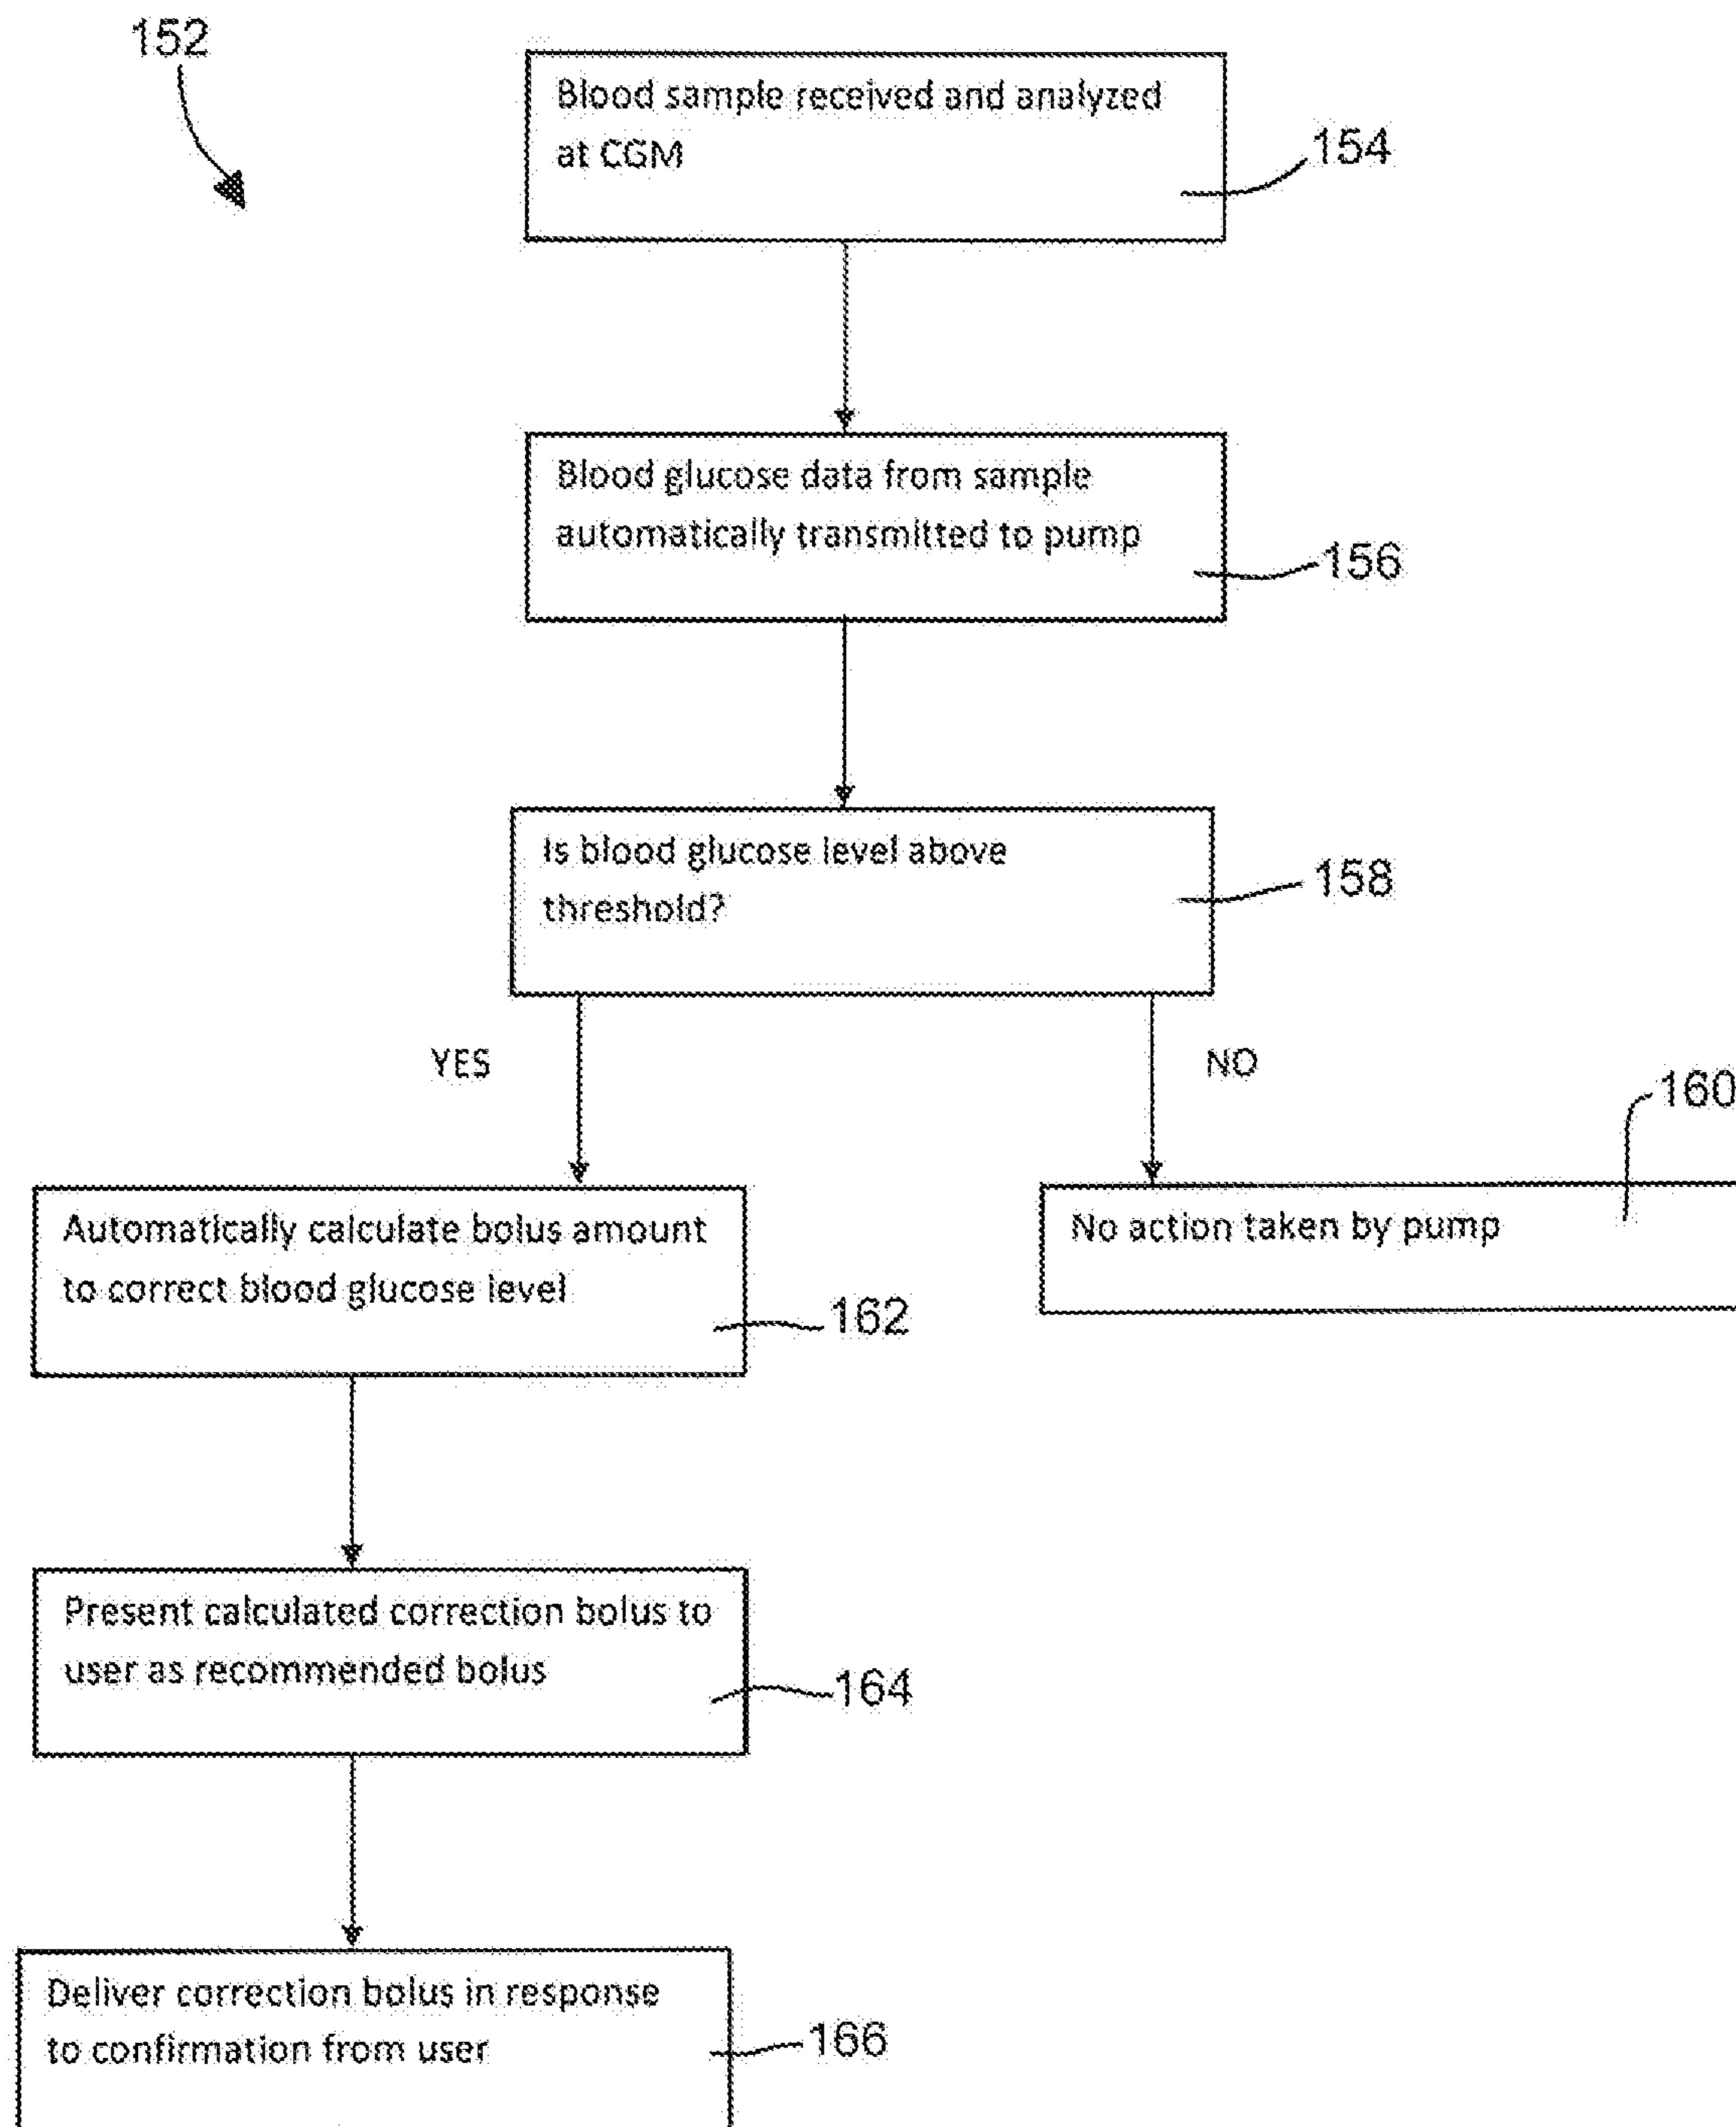 152
Blood sample received and analyzed
at CGM
154
Blood glucose data from sample
automatically transmitted to pump
156
Is blood glucose level above
threshold?
158
YES
NO
160
Automatically calculate bolus amount
to correct blood glucose level
162
No action taken by pump
Present calculated correction bolus to
user as recommended bolus
164
Deliver correction bolus in response
to confirmation from user
166